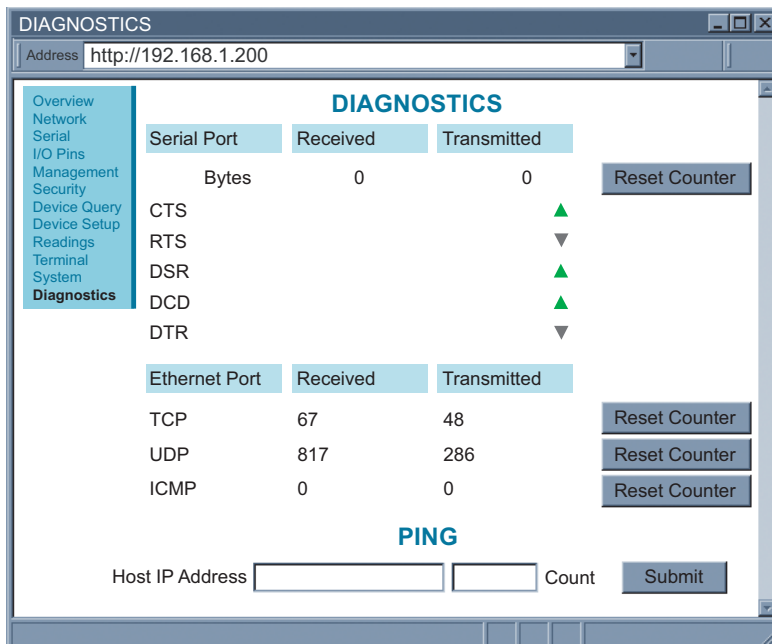 DIAGNOSTICS
Address http://192.168.1.200
Overview
Network
Serial
I/O Pins
Management
Security
Device Query
Device Setup
Readings
Terminal
System
Diagnostics
DIAGNOSTICS
Serial Port Received Transmitted
Bytes 0 0 Reset Counter
CTS
RTS
DSR
DCD
DTR
Ethernet Port Received Transmitted
TCP 67 48 Reset Counter
UDP 817 286 Reset Counter
ICMP 0 0 Reset Counter
PING
Host IP Address Count Submit